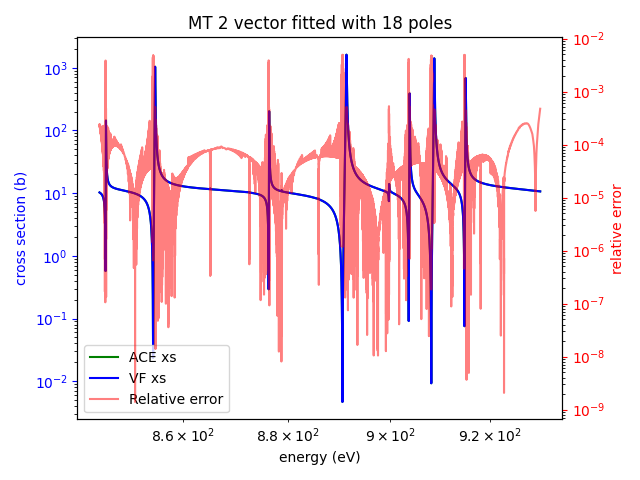 MT 2 vector fitted with 18 poles
cross section (b)
10³
10²
10¹
10⁰
10⁻¹
10⁻²
10⁻²
10⁻³
10⁻⁴
10⁻⁵
10⁻⁶
10⁻⁷
10⁻⁸
10⁻⁹
relative error
ACE xs
VF xs
Relative error
8.6 × 10² 8.8 × 10² 9 × 10² 9.2 × 10²
energy (eV)